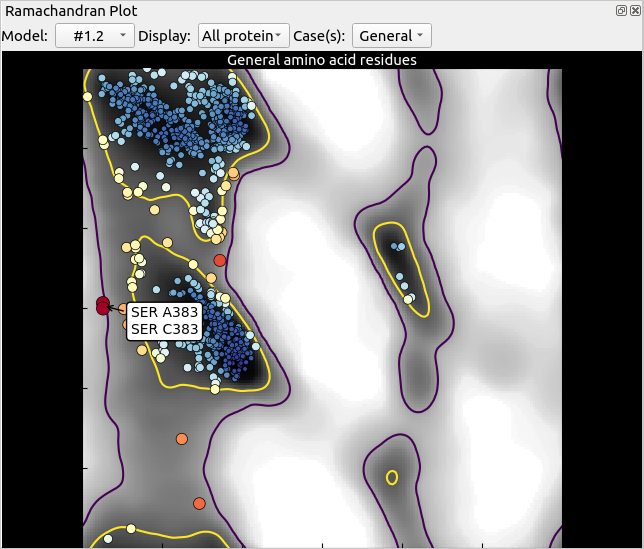 Ramachandran Plot
Model: #1.2 Display: All protein Case(s): General
General amino acid residues
SER A383
SER C383